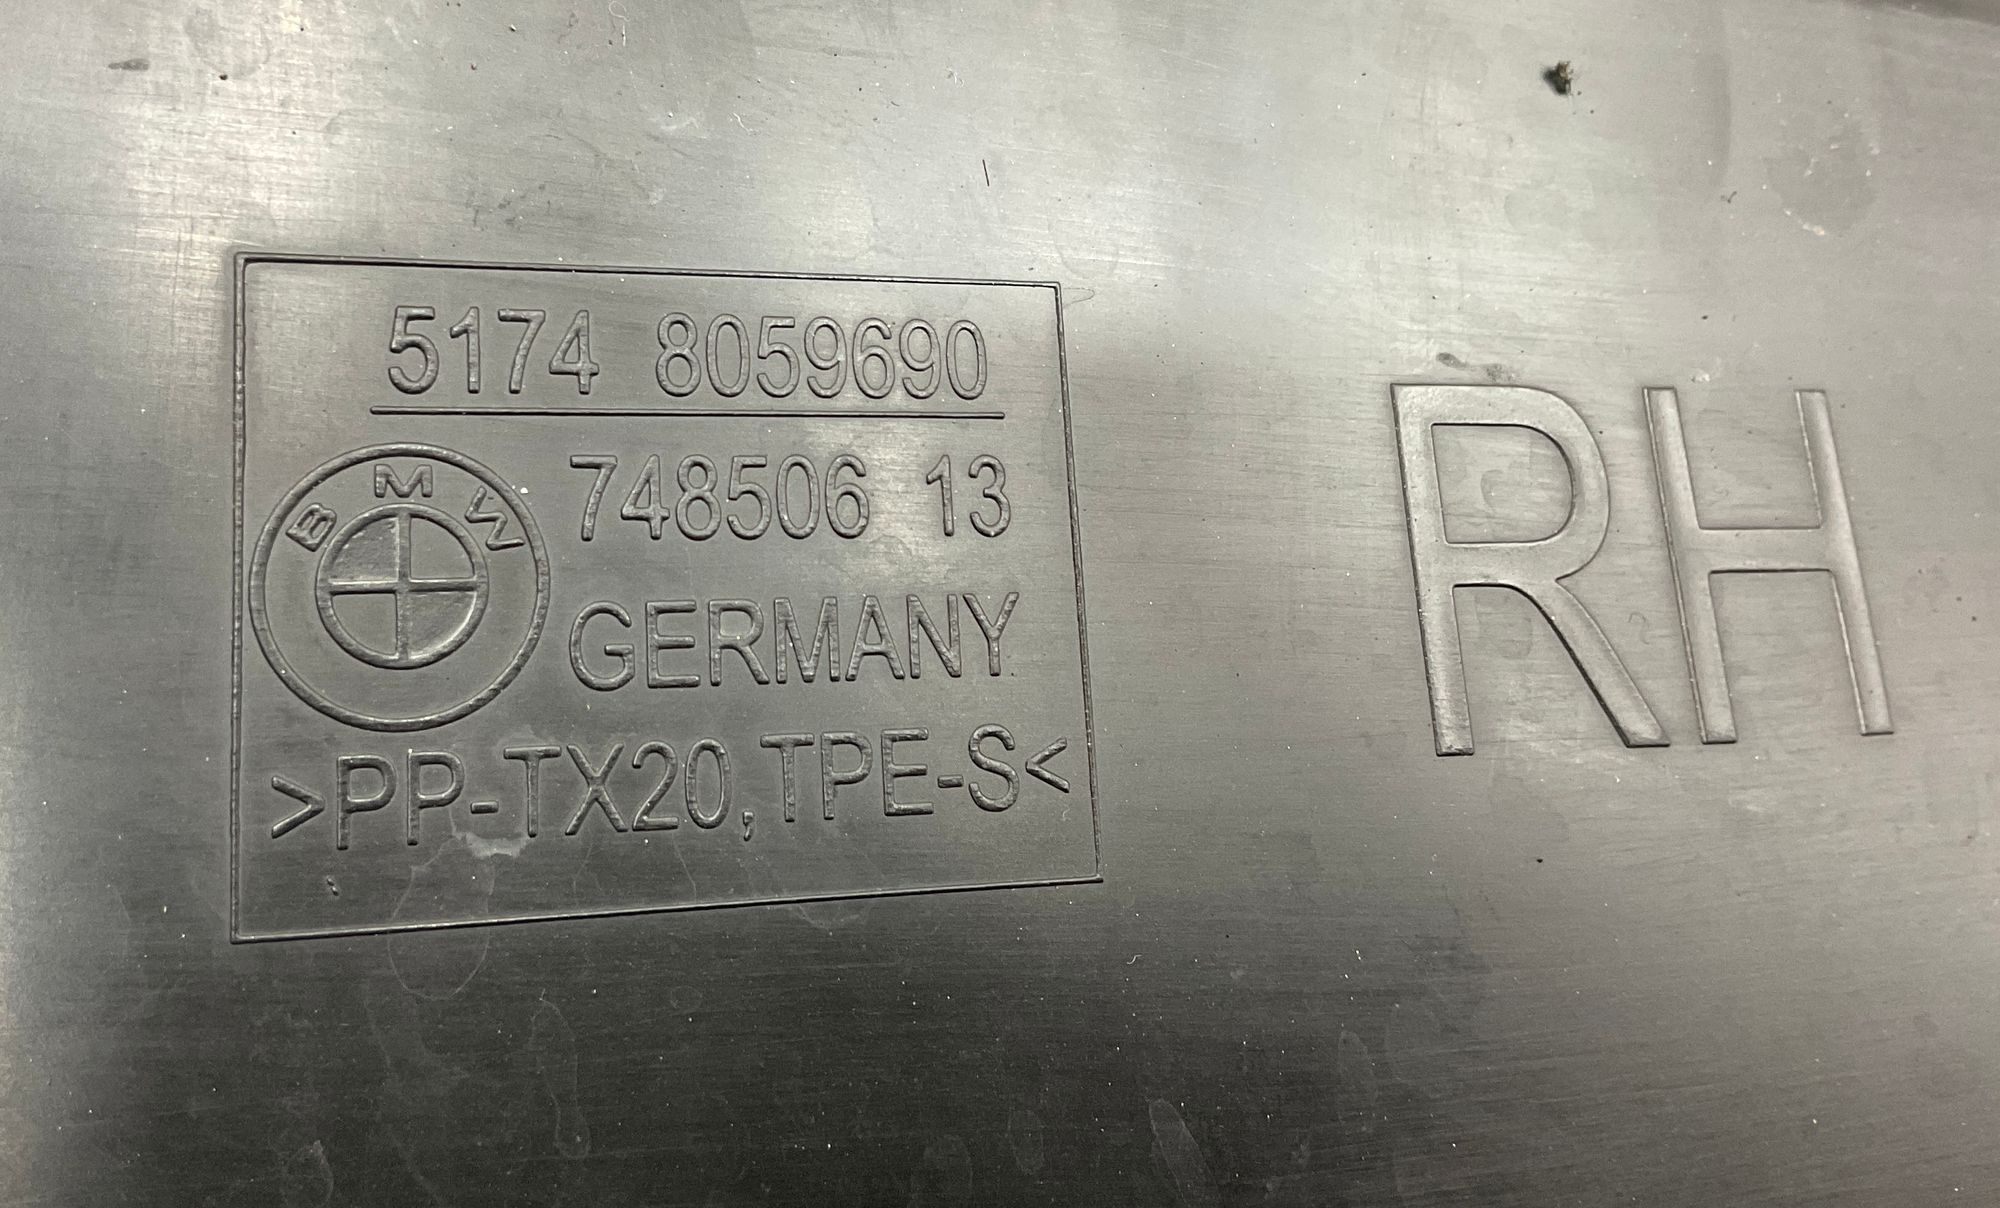 5174 8059690
BMW
748506 13
GERMANY
>PP-TX20,TPE-S<
RH